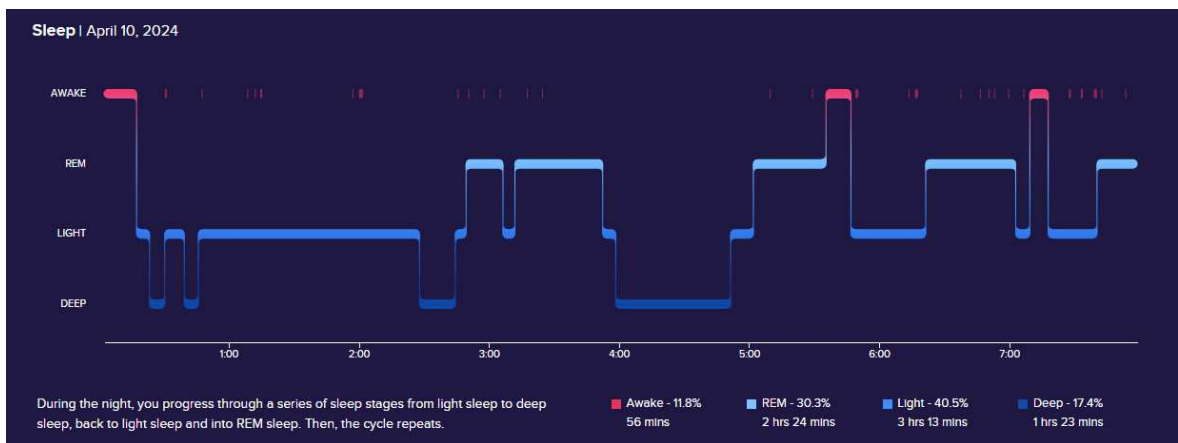 Sleep | April 10, 2024
AWAKE
REM
LIGHT
DEEP
1:00 2:00 3:00 4:00 5:00 6:00 7:00
During the night, you progress through a series of sleep stages from light sleep to deep
sleep, back to light sleep and into REM sleep. Then, the cycle repeats.
Awake - 11.8%
56 mins
REM - 30.3%
2 hrs 24 mins
Light - 40.5%
3 hrs 13 mins
Deep - 17.4%
1 hrs 23 mins